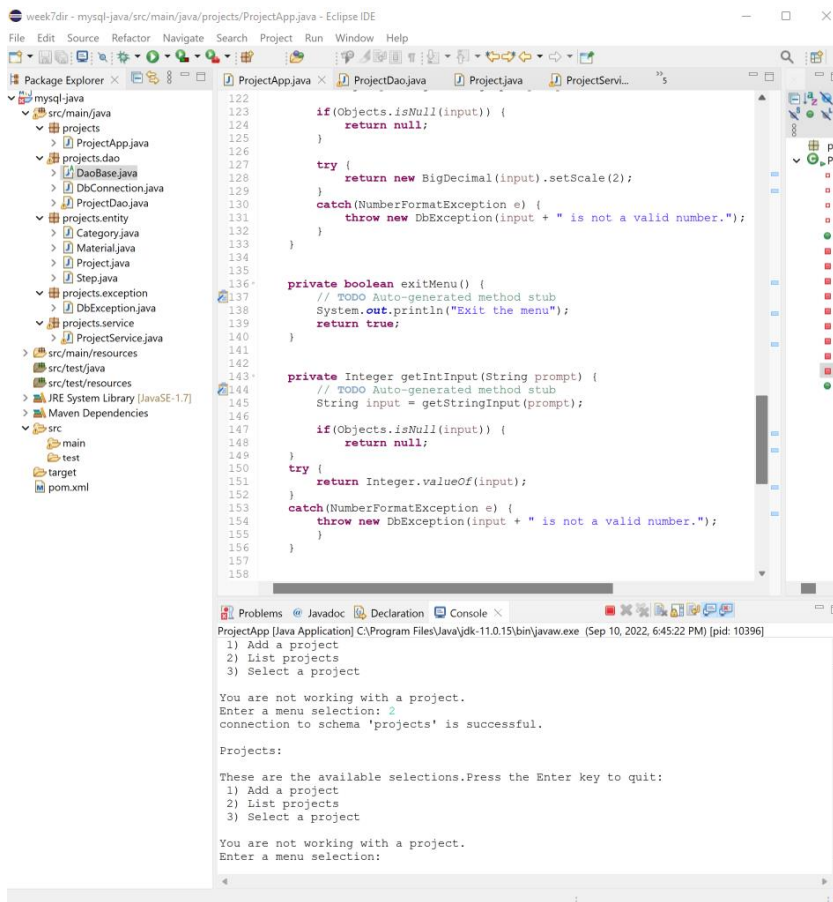 week7dir - mysql-java/src/main/java/projects/ProjectApp.java - Eclipse IDE
File Edit Source Refactor Navigate Search Project Run Window Help
Package Explorer
mysql-java
src/main/java
projects
ProjectApp.java
projects.dao
DaoBase.java
DbConnection.java
ProjectDao.java
projects.entity
Category.java
Material.java
Project.java
Step.java
projects.exception
DbException.java
projects.service
ProjectService.java
src/main/resources
src/test/java
src/test/resources
JRE System Library [JavaSE-1.7]
Maven Dependencies
src
main
test
target
pom.xml
ProjectApp.java ProjectDao.java Project.java ProjectServi... »5
122
123 if(Objects.isNull(input)) {
124 return null;
125 }
126
127 try {
128 return new BigDecimal(input).setScale(2);
129 }
130 catch(NumberFormatException e) {
131 throw new DbException(input + " is not a valid number.");
132 }
133 }
134
135
136 private boolean exitMenu() {
137 // TODO Auto-generated method stub
138 System.out.println("Exit the menu");
139 return true;
140 }
141
142
143 private Integer getIntInput(String prompt) {
144 // TODO Auto-generated method stub
145 String input = getStringInput(prompt);
146
147 if(Objects.isNull(input)) {
148 return null;
149 }
150 try {
151 return Integer.valueOf(input);
152 }
153 catch(NumberFormatException e) {
154 throw new DbException(input + " is not a valid number.");
155 }
156 }
157
158
Problems Javadoc Declaration Console
ProjectApp [Java Application] C:\Program Files\Java\jdk-11.0.15\bin\javaw.exe (Sep 10, 2022, 6:45:22 PM) [pid: 10396]
1) Add a project
2) List projects
3) Select a project
You are not working with a project.
Enter a menu selection: 2
connection to schema 'projects' is successful.
Projects:
These are the available selections.Press the Enter key to quit:
1) Add a project
2) List projects
3) Select a project
You are not working with a project.
Enter a menu selection: